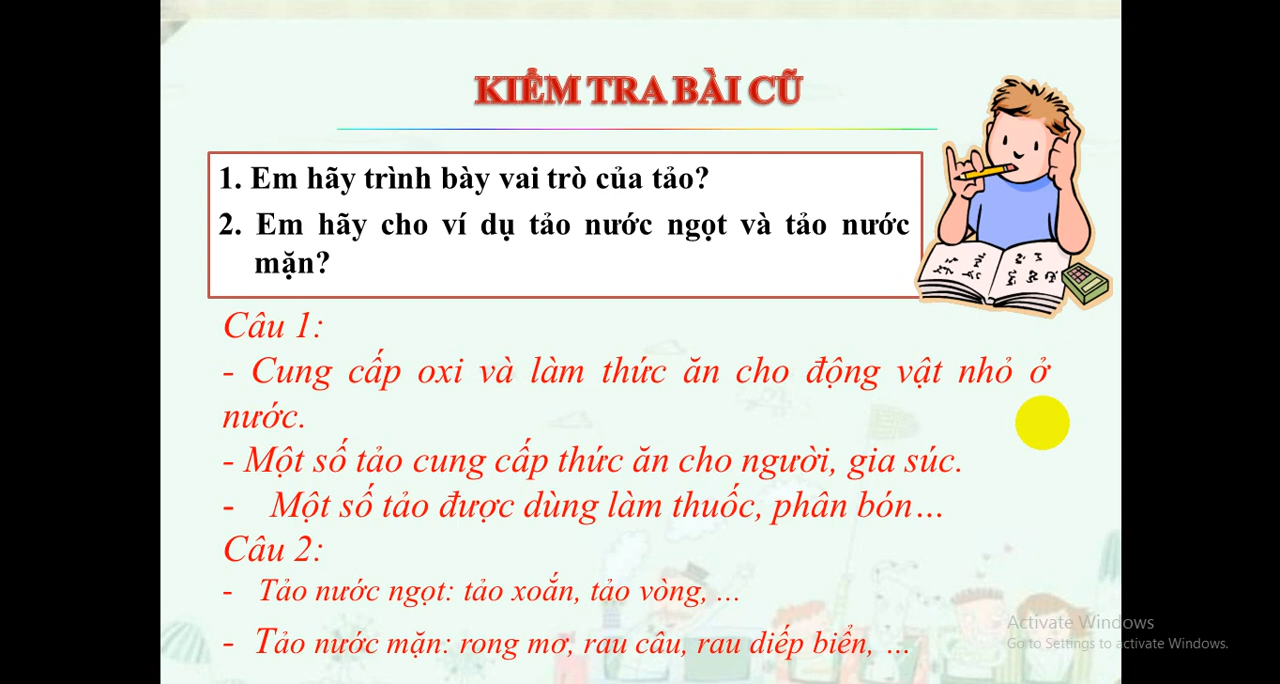 KIỂM TRA BÀI CŨ
1. Em hãy trình bày vai trò của tảo?
2. Em hãy cho ví dụ tảo nước ngọt và tảo nước
mặn?
Câu 1:
- Cung cấp oxi và làm thức ăn cho động vật nhỏ ở
nước.
- Một số tảo cung cấp thức ăn cho người, gia súc.
- Một số tảo được dùng làm thuốc, phân bón…
Câu 2:
- Tảo nước ngọt: tảo xoắn, tảo vòng, ...
- Tảo nước mặn: rong mơ, rau câu, rau diếp biển, ...
Activate Windows
Go to Settings to activate Windows.